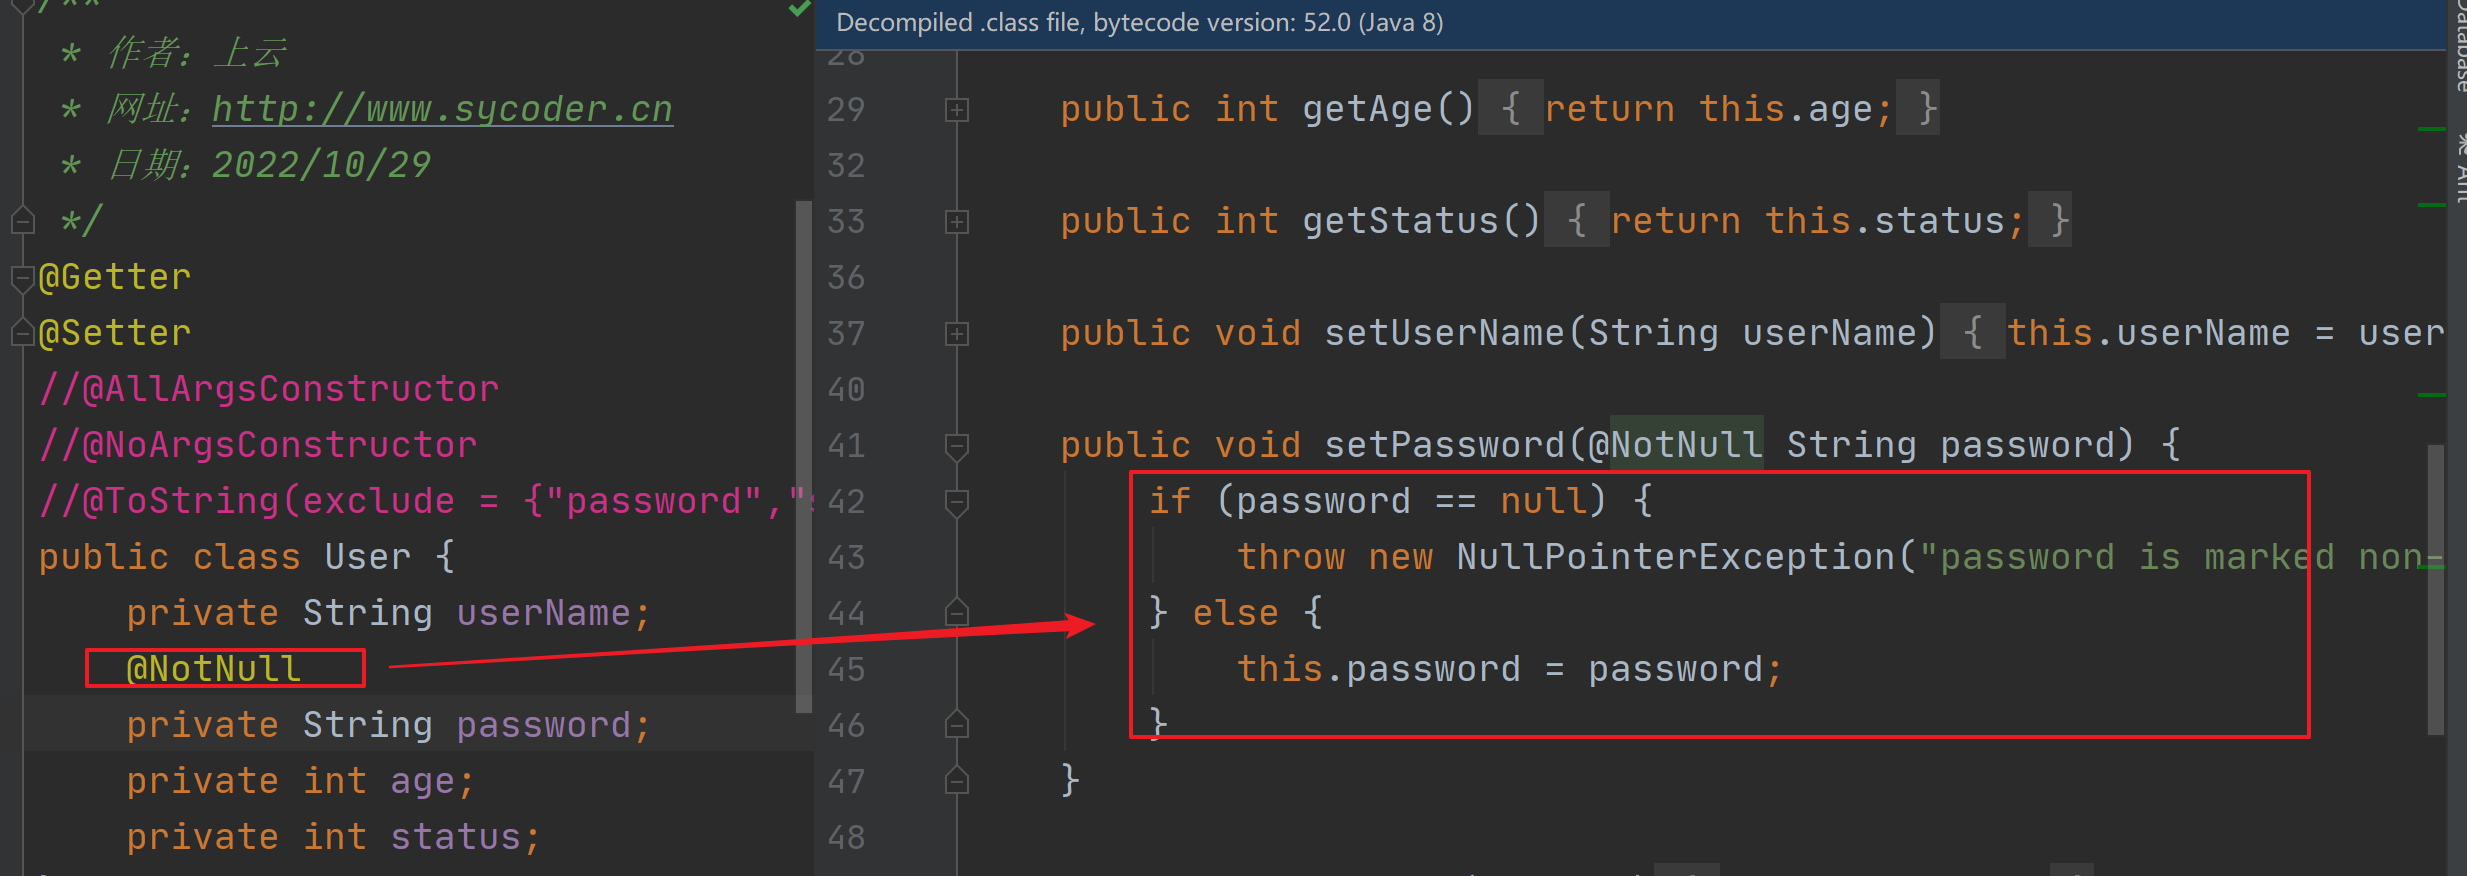 /**
* 作者：上云
* 网址：http://www.sycoder.cn
* 日期：2022/10/29
*/
@Getter
@Setter
//@AllArgsConstructor
//@NoArgsConstructor
//@ToString(exclude = {"password","s
public class User {
private String userName;
@NotNull
private String password;
private int age;
private int status;
Decompiled .class file, bytecode version: 52.0 (Java 8)
28
29 public int getAge() { return this.age; }
32
33 public int getStatus() { return this.status; }
36
37 public void setUserName(String userName) { this.userName = user
40
41 public void setPassword(@NotNull String password) {
42 if (password == null) {
43 throw new NullPointerException("password is marked non-
44 } else {
45 this.password = password;
46 }
47 }
48
Database
Ant